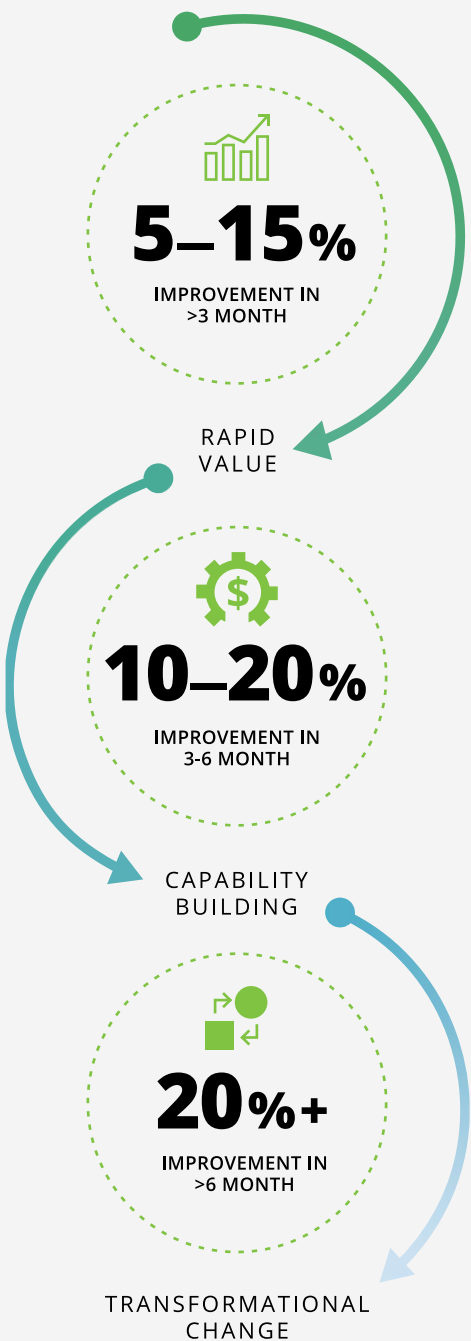 5–15%
IMPROVEMENT IN
>3 MONTH
RAPID
VALUE
$
10–20%
IMPROVEMENT IN
3-6 MONTH
CAPABILITY
BUILDING
20%+
IMPROVEMENT IN
>6 MONTH
TRANSFORMATIONAL
CHANGE